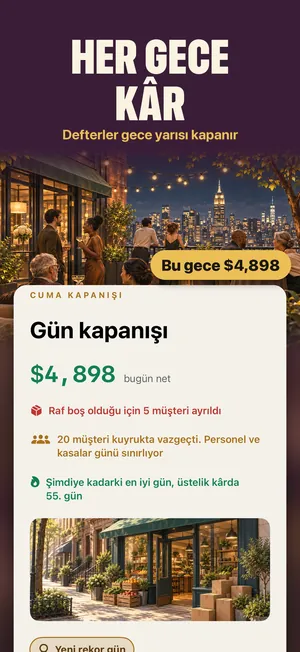 HER GECE
KÂR
Defterler gece yarısı kapanır
Bu gece $4,898
CUMA KAPANIŞI
Gün kapanışı
$4,898 bugün net
Raf boş olduğu için 5 müşteri ayrıldı
20 müşteri kuyrukta vazgeçti. Personel ve
kasalar günü sınırlıyor
Şimdiye kadarki en iyi gün, üstelik kârda
55. gün
Yeni rekor gün